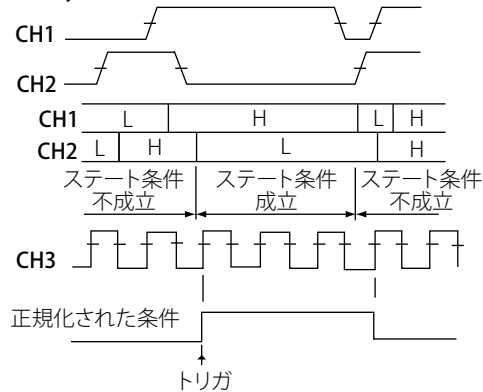 CH1
CH2
CH1 L H L H
CH2 L H L H
ステート条件 ステート条件 ステート条件
不成立 成立 不成立
CH3
正規化された条件
トリガ